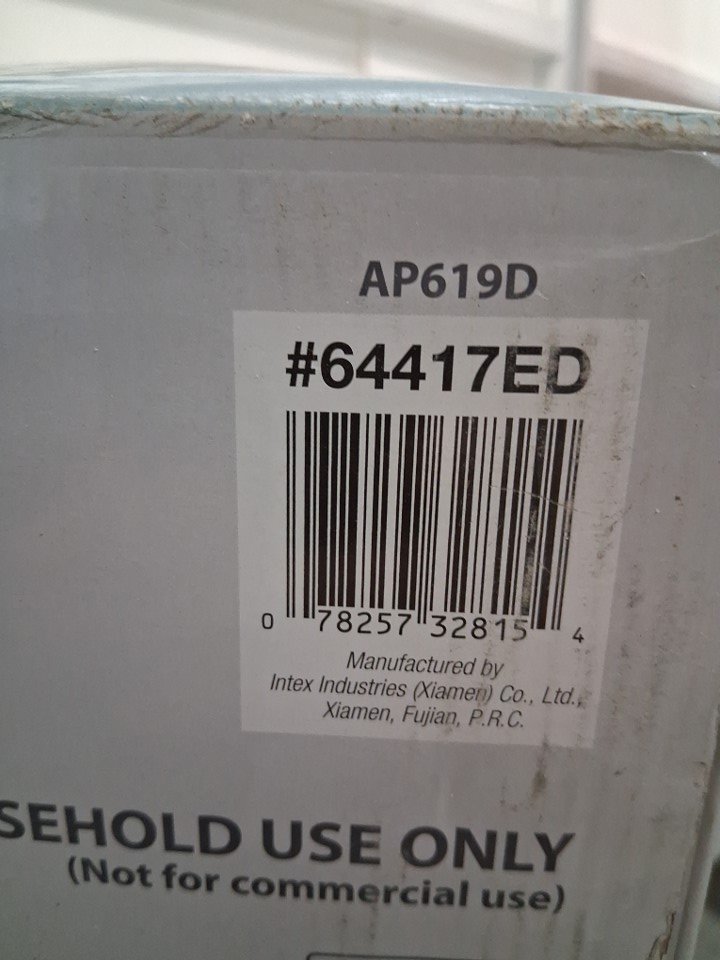 AP619D
#64417ED
0 78257 32815 4
Manufactured by
Intex Industries (Xiamen) Co., Ltd.,
Xiamen, Fujian, P.R.C.
SEHOLD USE ONLY
(Not for commercial use)